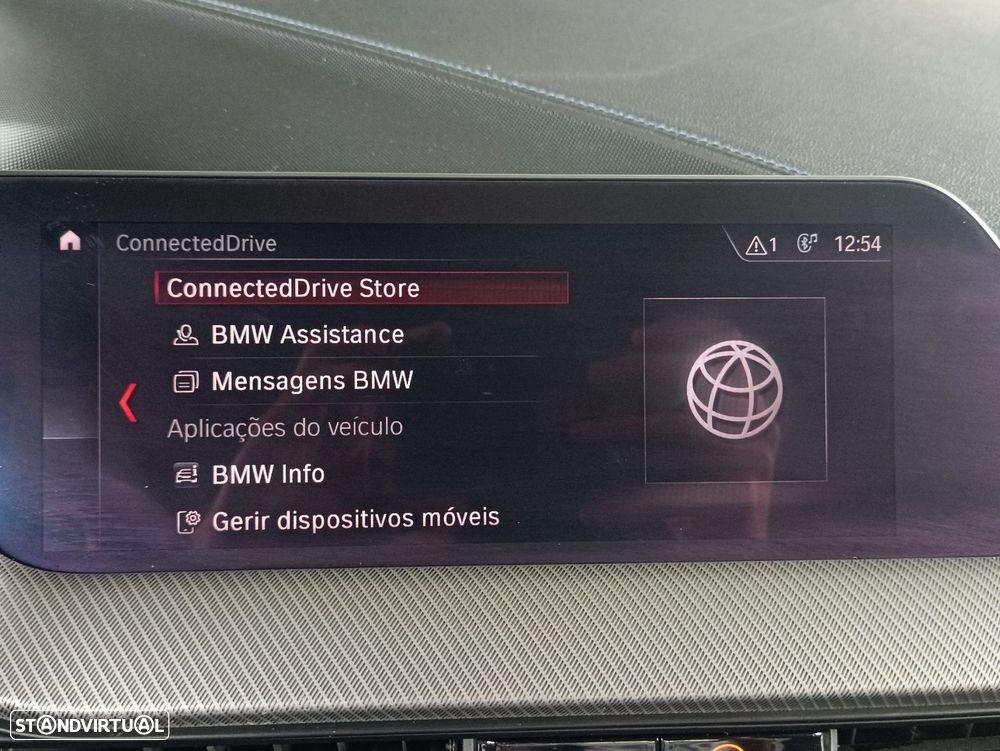 ConnectedDrive
1 12:54
ConnectedDrive Store
BMW Assistance
Mensagens BMW
Aplicações do veículo
BMW Info
Gerir dispositivos móveis
STANDVIRTUAL